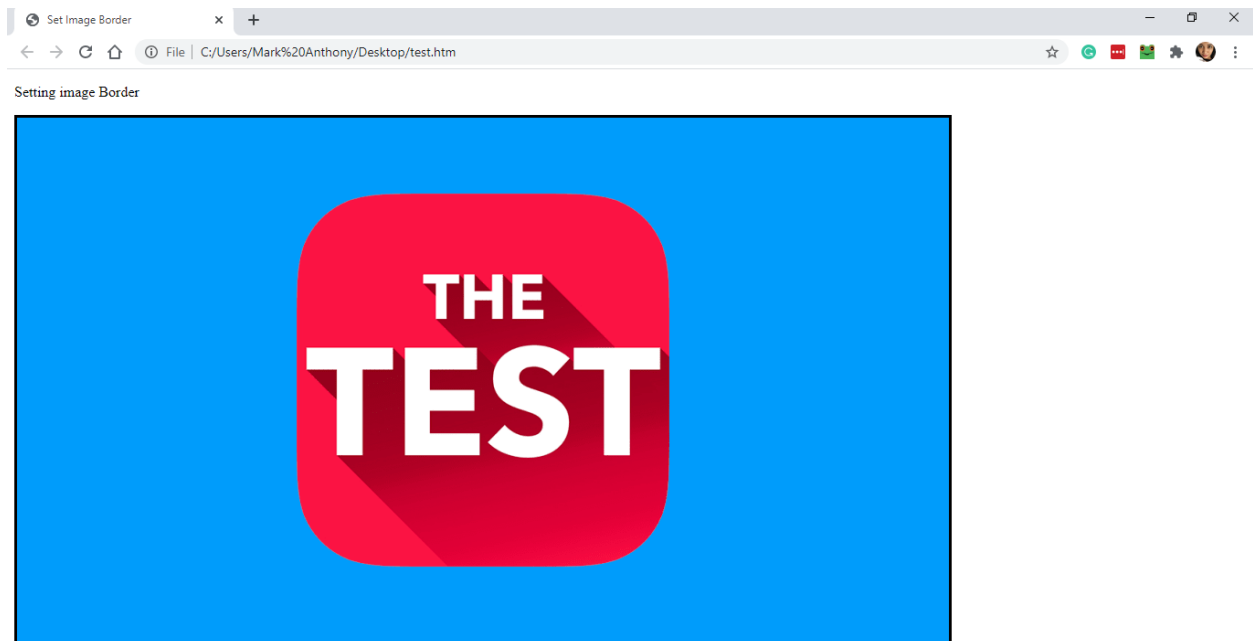 Set Image Border
File | C:/Users/Mark%20Anthony/Desktop/test.htm
Setting image Border
THE
TEST